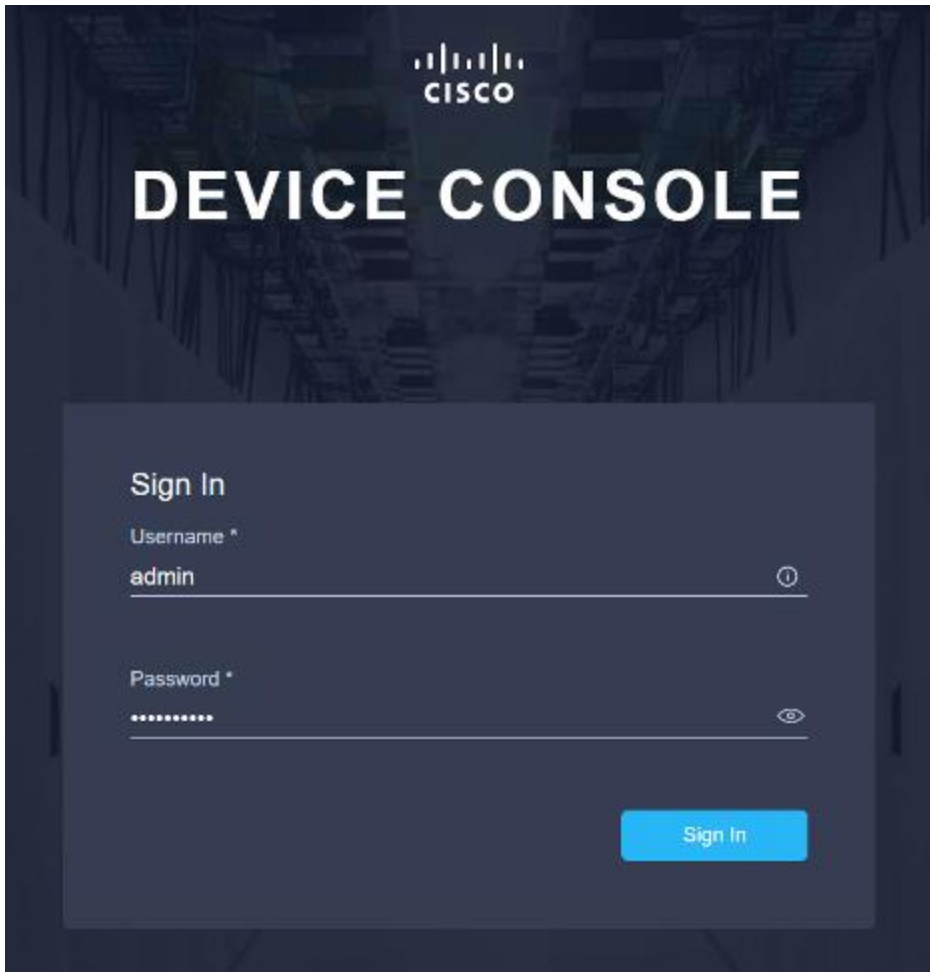 CISCO
DEVICE CONSOLE
Sign In
Username *
admin
Password *
••••••••••
Sign In